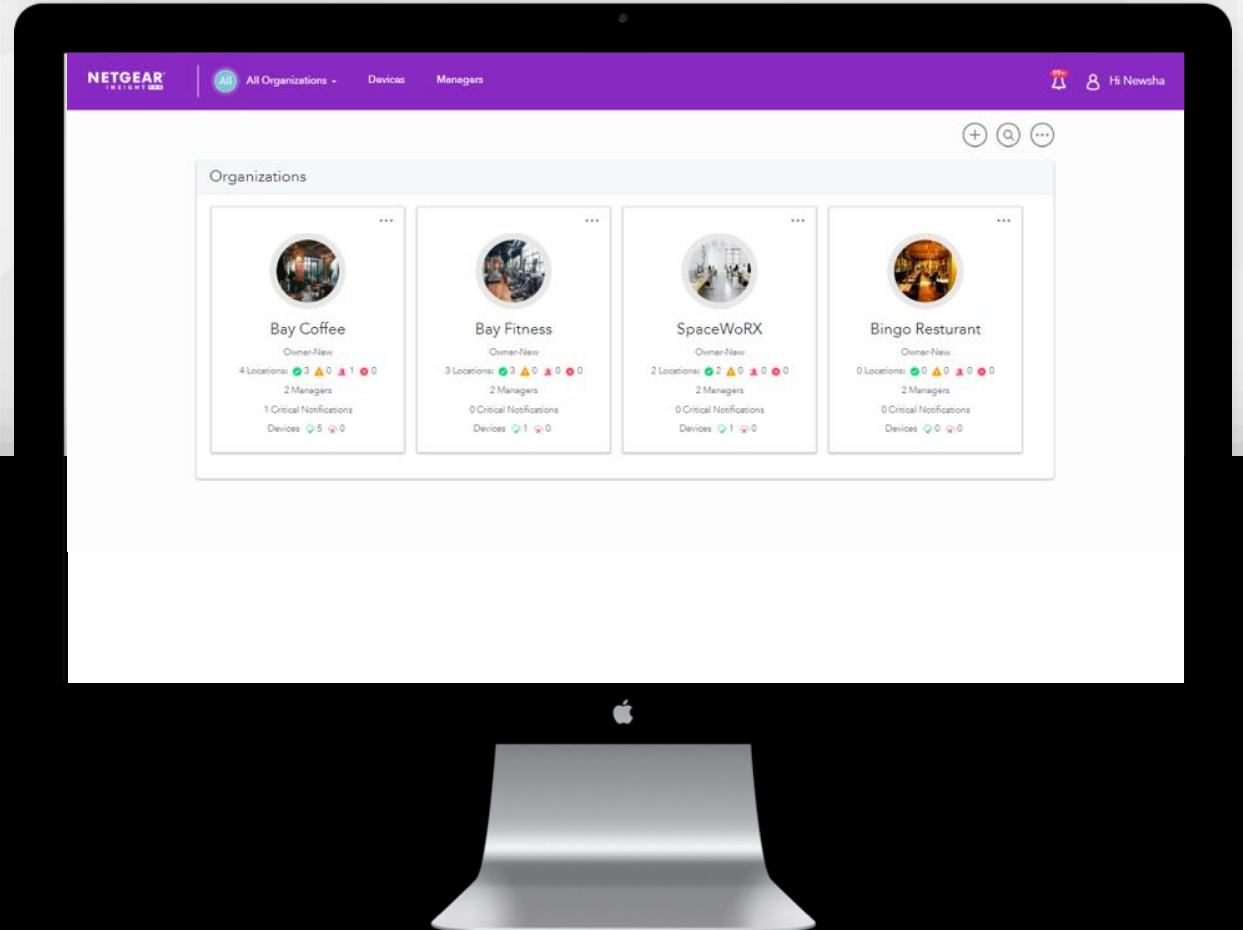 NETGEAR
INSIGHT PRO
All
All Organizations
Devices
Managers
99+
Hi Newsha
Organizations
Bay Coffee
Owner-New
4 Locations: 3 0 1 0
2 Managers
1 Critical Notifications
Devices 5 0
Bay Fitness
Owner-New
3 Locations: 3 0 0 0
2 Managers
0 Critical Notifications
Devices 1 0
SpaceWoRX
Owner-New
2 Locations: 2 0 0 0
2 Managers
0 Critical Notifications
Devices 1 0
Bingo Resturant
Owner-New
0 Locations: 0 0 0 0
2 Managers
0 Critical Notifications
Devices 0 0